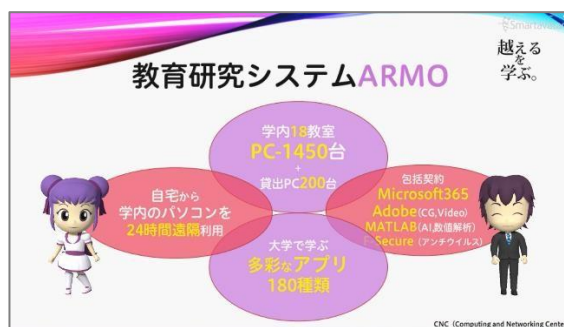 越える
を
学ぶ。
教育研究システムARMO
学内18教室
PC-1450台
+
貸出PC200台
自宅から
学内のパソコンを
24時間遠隔利用
包括契約
Microsoft365
Adobe(CG,Video)
MATLAB(AI,数値解析)
F-Secure (アンチウイルス)
大学で学ぶ
多彩なアプリ
180種類
CNC (Computing and Networking Cente